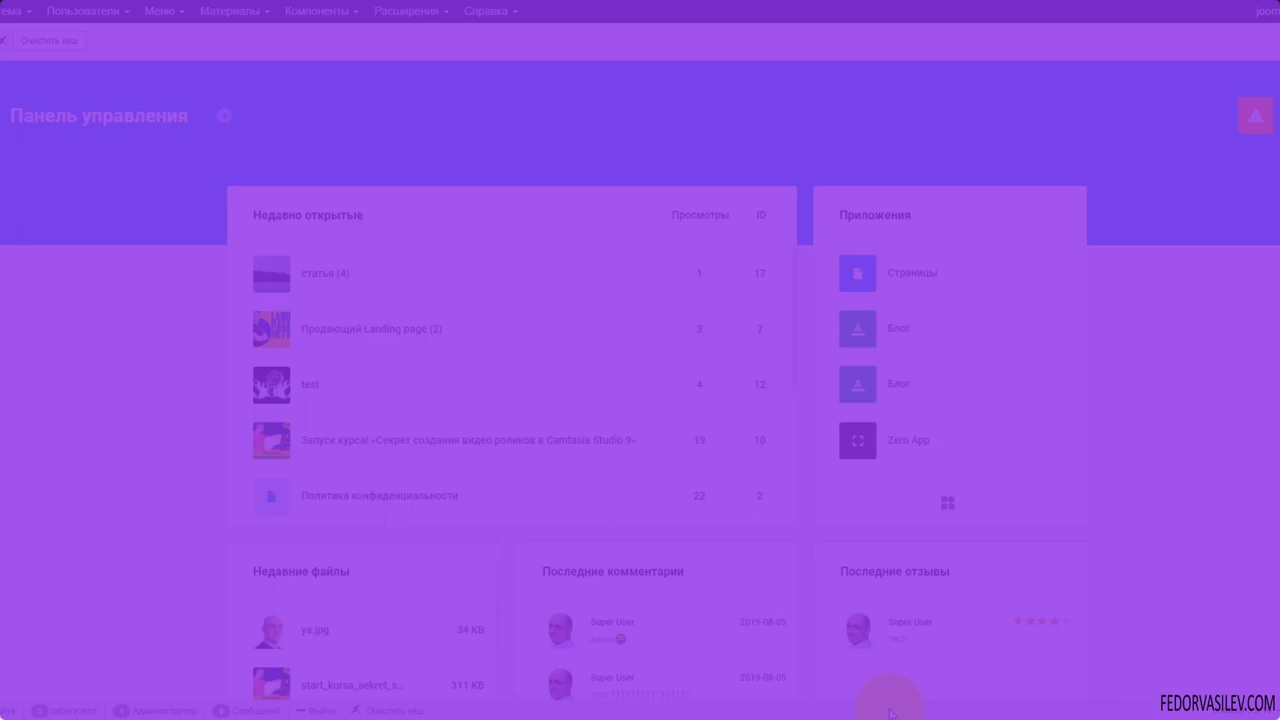 Пользователи Меню Материалы Компоненты Расширения Справка
Очистить кеш
Панель управления
Недавно открытые Просмотры ID
статья (4) 1 17
Продающий Landing page (2) 3 7
test 4 12
Запуск курса! «Секрет создания видео роликов в Camtasia Studio 9» 19 10
Политика конфиденциальности 22 2
Приложения
Страницы
Блог
Блог
Zero App
Недавние файлы
ya.jpg 34 KB
start_kursa_sekret_s... 311 KB
Последние комментарии
Super User 2019-08-05
Super User 2019-08-05
Последние отзывы
Super User
тест
Администратор Сообщений Выйти Очистить кеш
FEDORVASILEV.COM